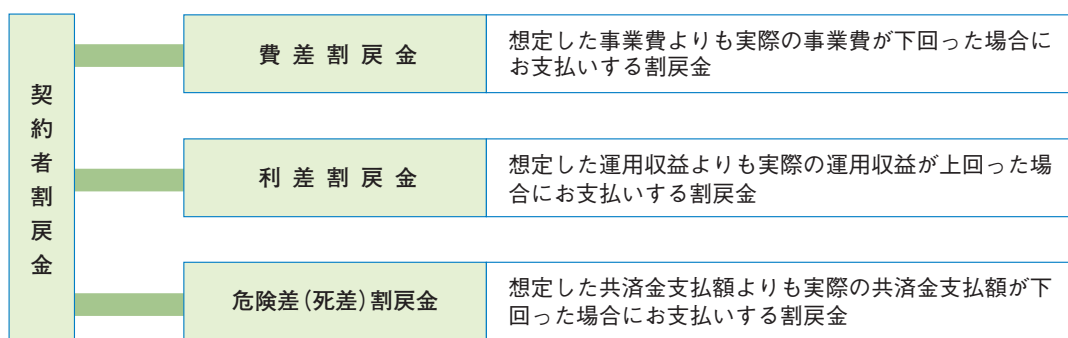 契約者割戻金
費差割戻金
想定した事業費よりも実際の事業費が下回った場合に
お支払いする割戻金
利差割戻金
想定した運用収益よりも実際の運用収益が上回った場
合にお支払いする割戻金
危険差(死差)割戻金
想定した共済金支払額よりも実際の共済金支払額が下
回った場合にお支払いする割戻金